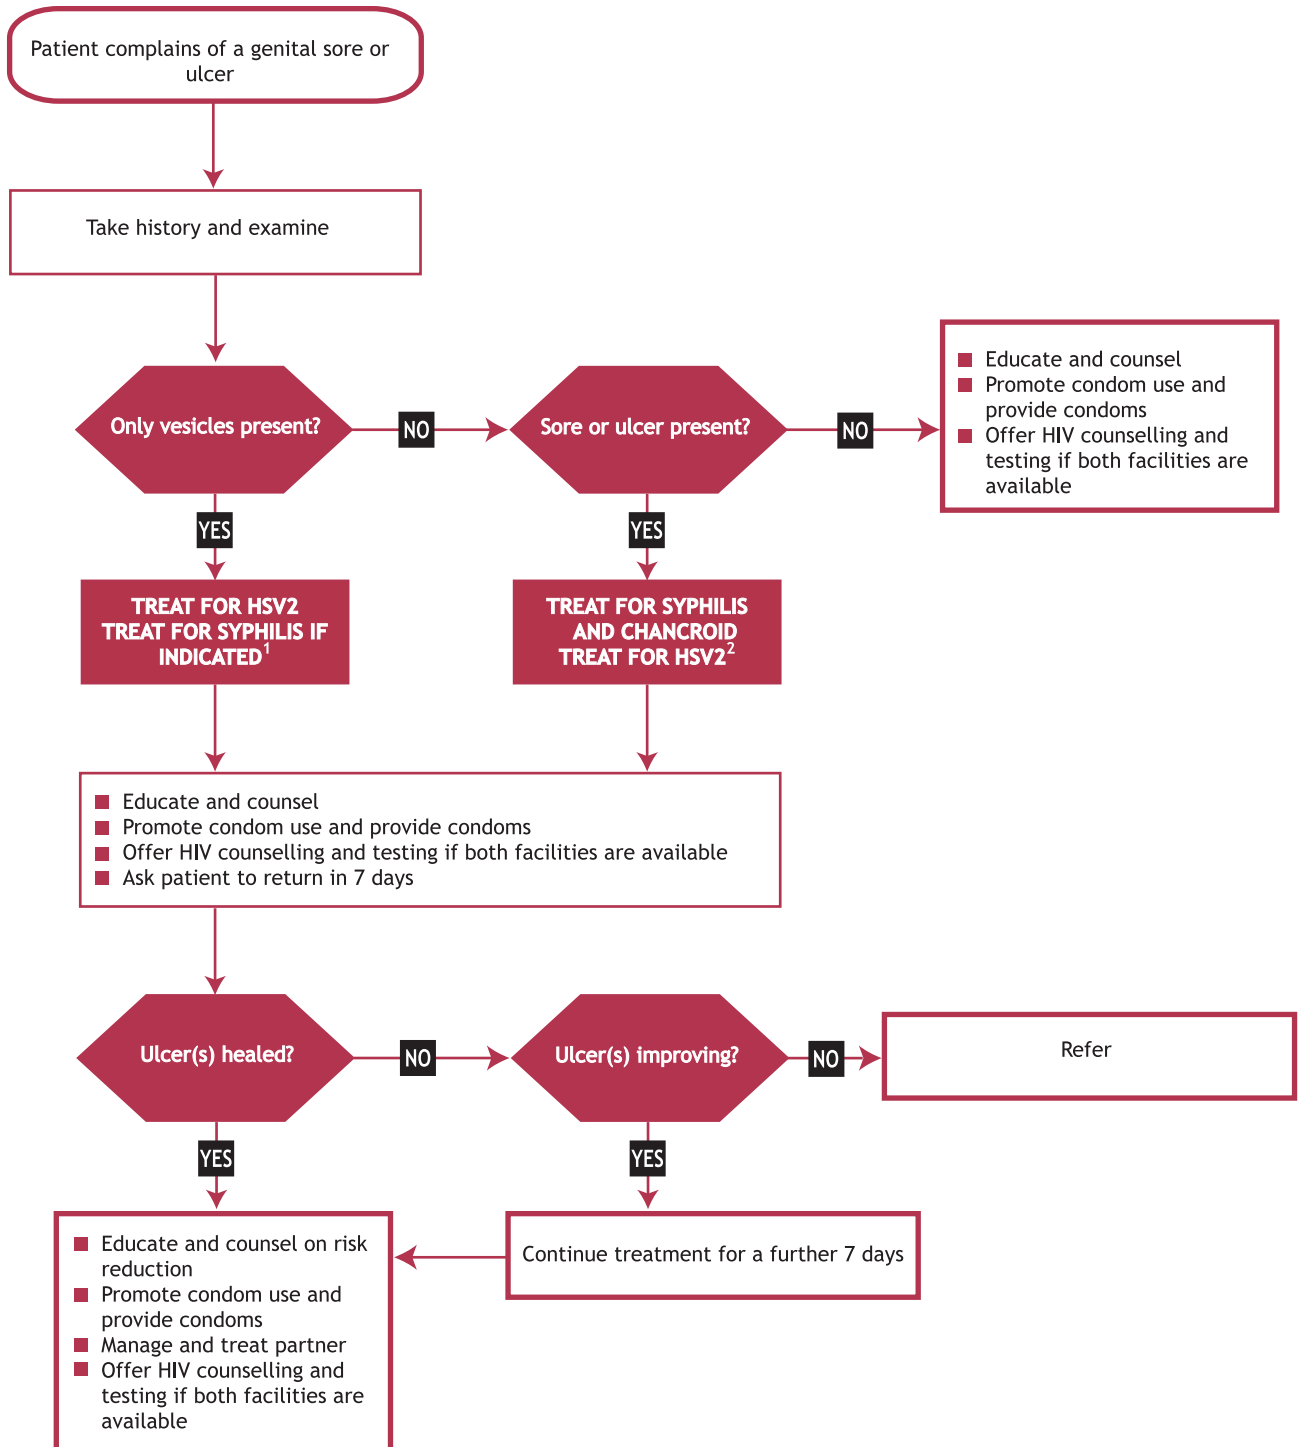 Patient complains of a genital sore or
ulcer
Take history and examine
Only vesicles present?
NO
Sore or ulcer present?
NO
■ Educate and counsel
■ Promote condom use and
provide condoms
■ Offer HIV counselling and
testing if both facilities are
available
YES
YES
TREAT FOR HSV2
TREAT FOR SYPHILIS IF
INDICATED1
TREAT FOR SYPHILIS
AND CHANCROID
TREAT FOR HSV22
■ Educate and counsel
■ Promote condom use and provide condoms
■ Offer HIV counselling and testing if both facilities are available
■ Ask patient to return in 7 days
Ulcer(s) healed?
NO
Ulcer(s) improving?
NO
Refer
YES
YES
■ Educate and counsel on risk
reduction
■ Promote condom use and
provide condoms
■ Manage and treat partner
■ Offer HIV counselling and
testing if both facilities are
available
Continue treatment for a further 7 days